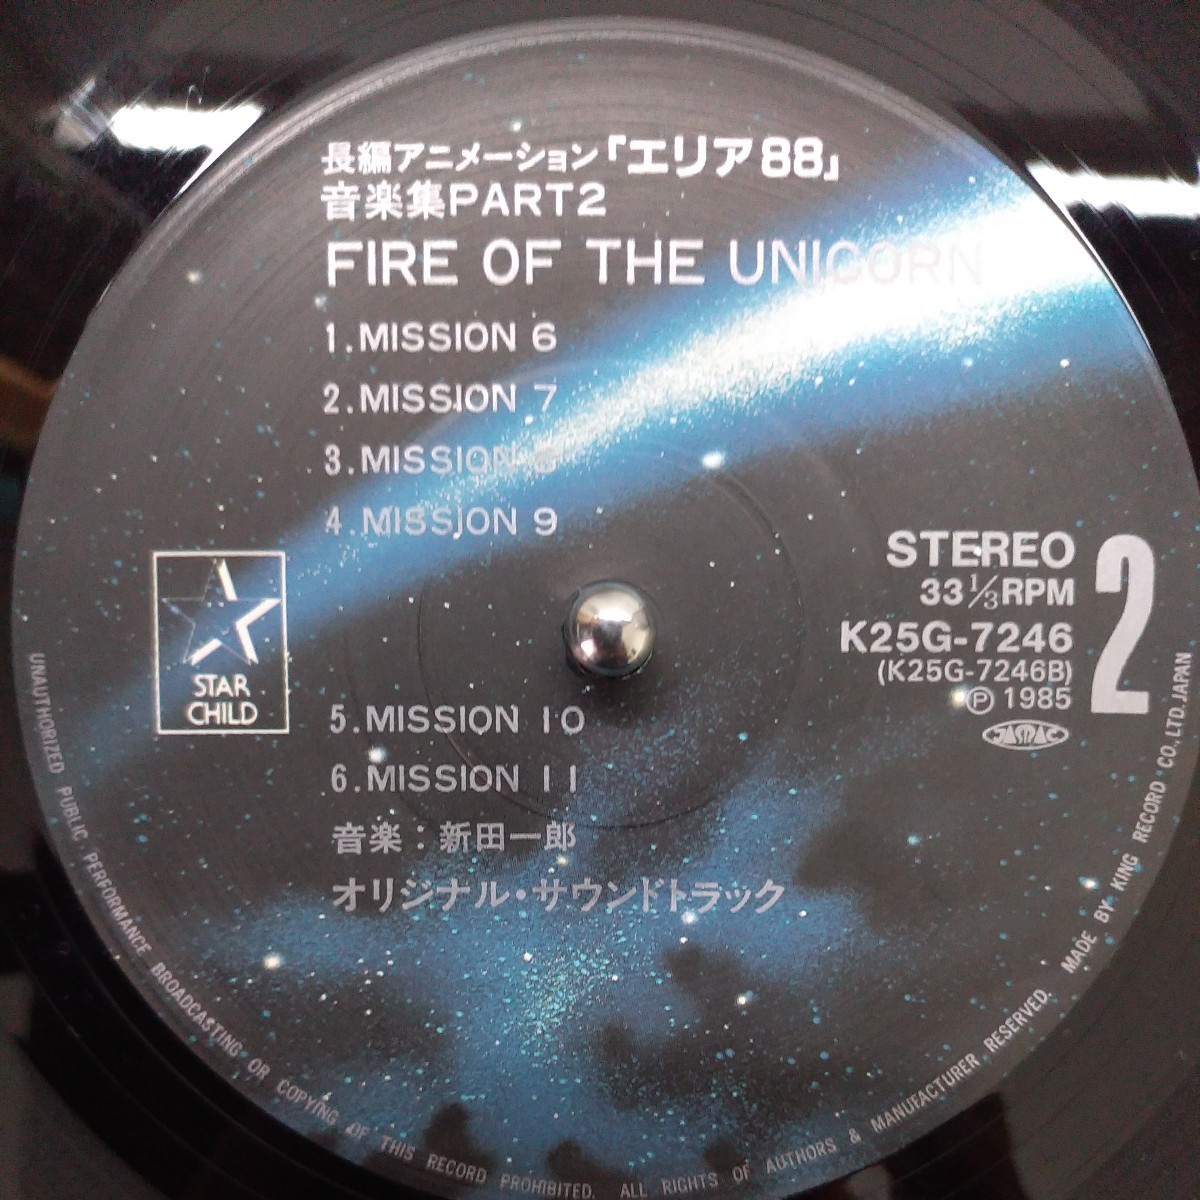 長編アニメーション「エリア88」
音楽集PART2
FIRE OF THE UNICORN
1.MISSION 6
2.MISSION 7
3.MISSION 8
4.MISSION 9
STAR
CHILD
STEREO
33⅓RPM
K25G-7246
(K25G-7246B)
Ⓟ 1985
JASRAC
2
5.MISSION 10
6.MISSION 11
音楽：新田一郎
オリジナル・サウンドトラック
UNAUTHORIZED PUBLIC PERFORMANCE BROADCASTING OR COPYING OF THIS RECORD PROHIBITED. ALL RIGHTS OF AUTHORS & MANUFACTURER RESERVED. MADE BY KING RECORD CO., LTD. JAPAN